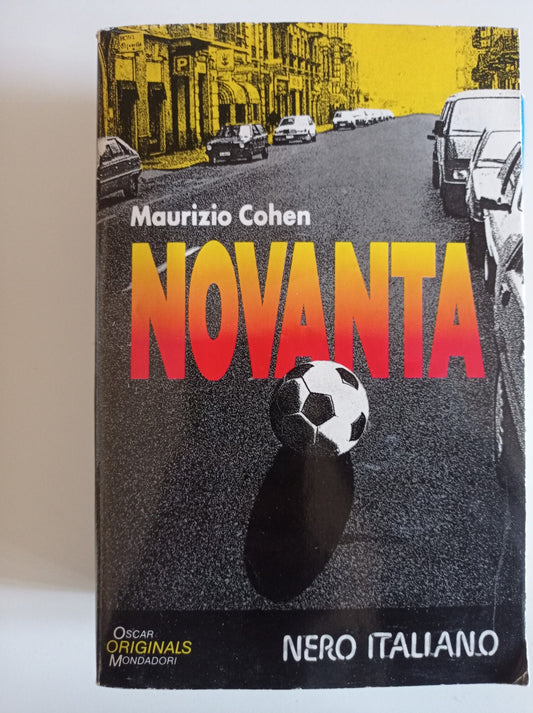 Maurizio Cohen
NOVANTA
OSCAR
ORIGINALS
MONDADORI
NERO ITALIANO